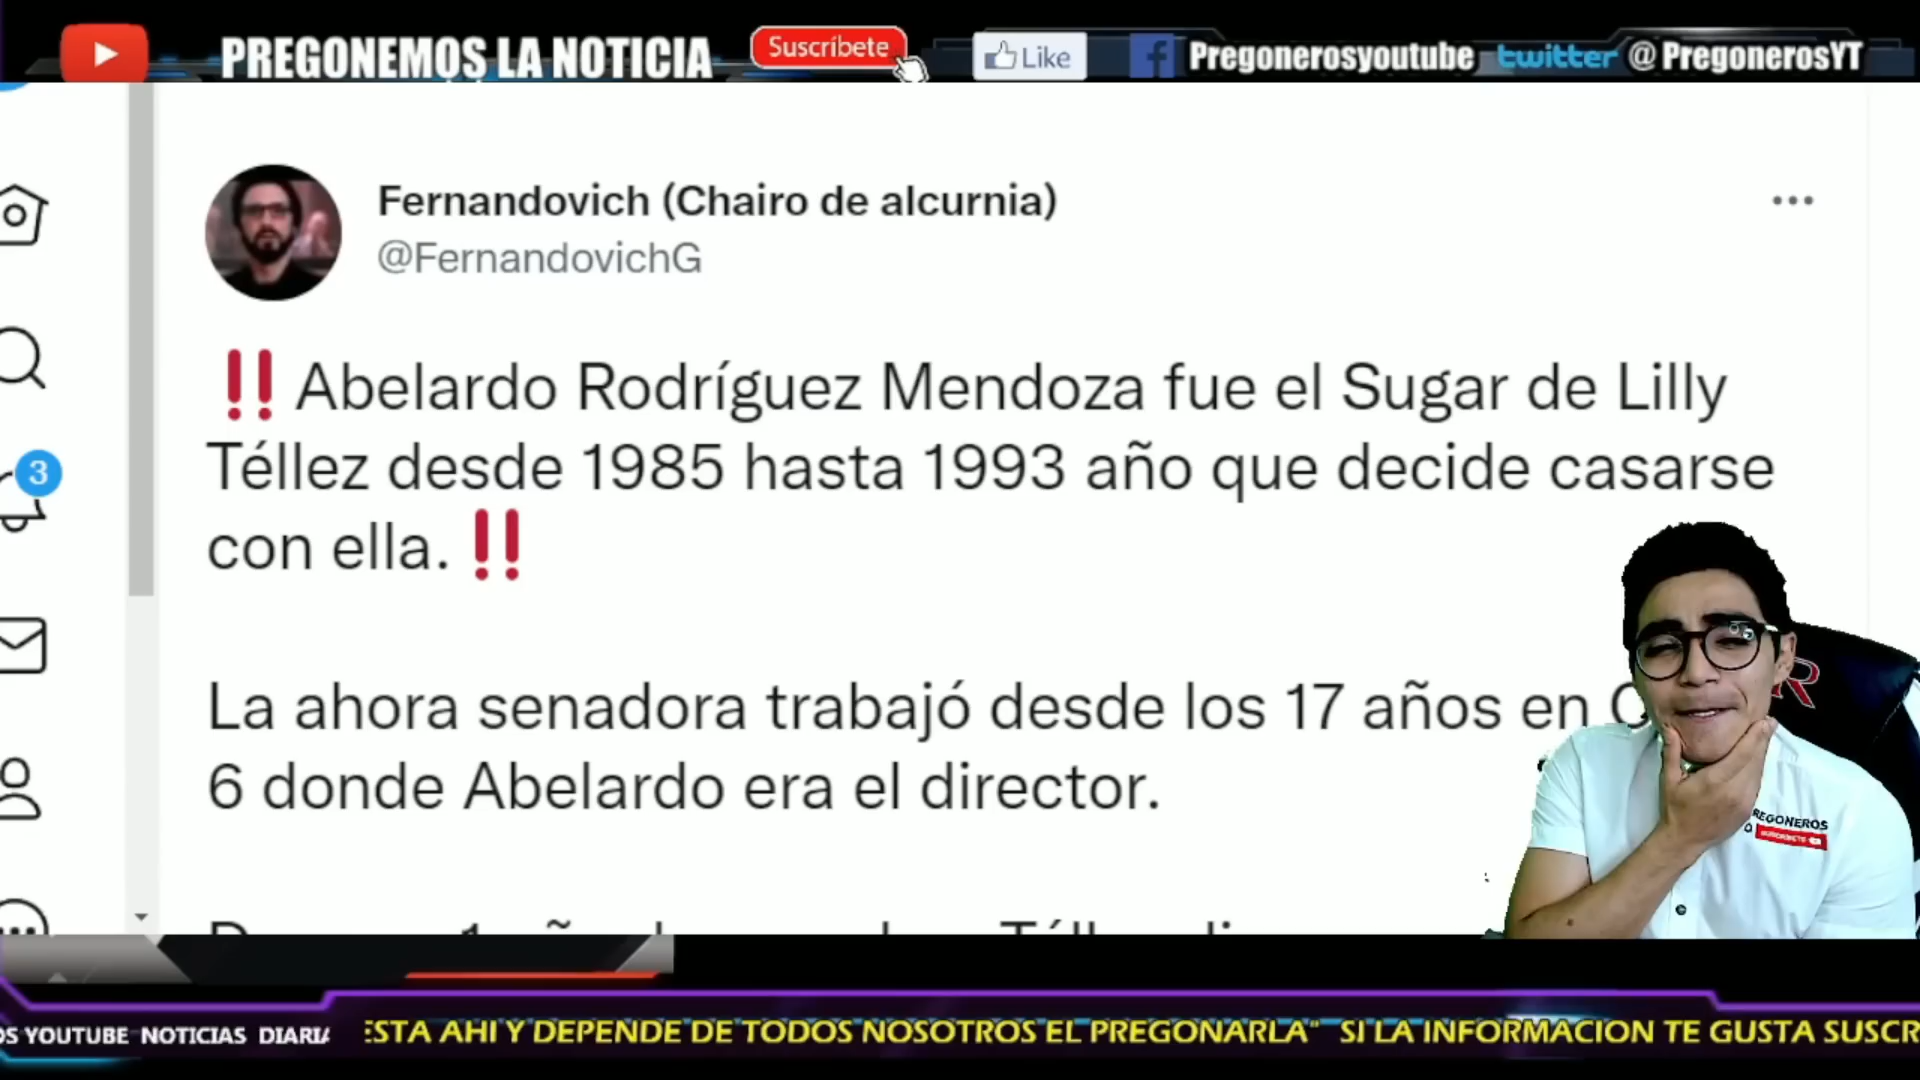 PREGONEMOS LA NOTICIA
Suscríbete
Like
Pregonerosyoutube
twitter @PregonerosYT
Fernandovich (Chairo de alcurnia)
@FernandovichG
‼️Abelardo Rodríguez Mendoza fue el Sugar de Lilly
Téllez desde 1985 hasta 1993 año que decide casarse
con ella.‼️
3
La ahora senadora trabajó desde los 17 años en
6 donde Abelardo era el director.
REGONEROS
OS YOUTUBE NOTICIAS DIARIA
ESTA AHI Y DEPENDE DE TODOS NOSOTROS EL PREGONARLA" SI LA INFORMACION TE GUSTA SUSCR